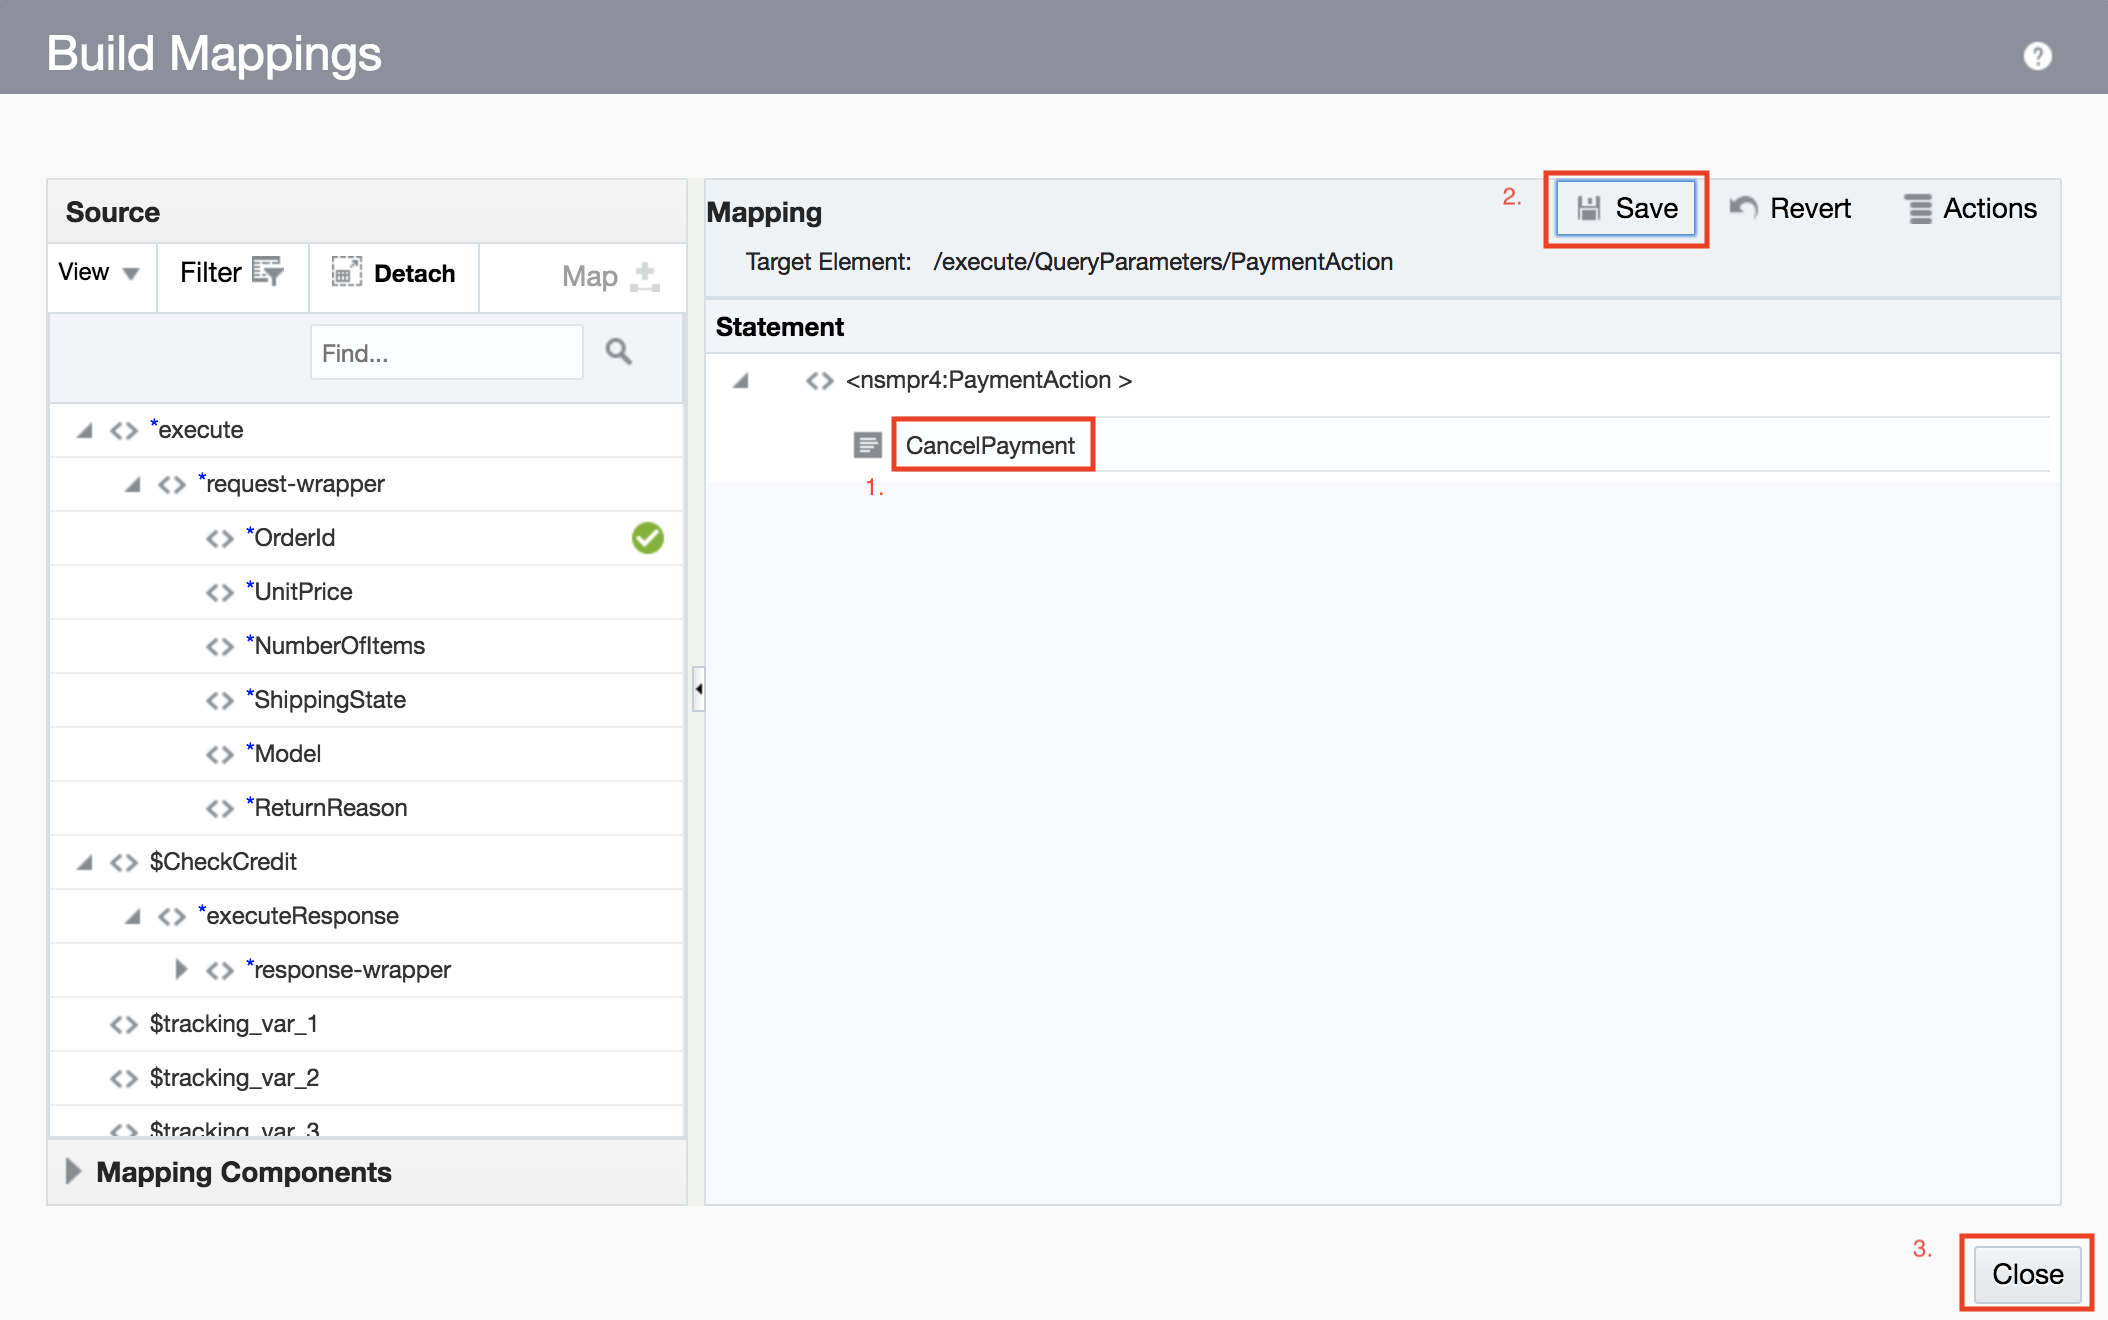 Build Mappings
?
Source
View
Filter
Detach
Map
Find...
*execute
*request-wrapper
*OrderId
*UnitPrice
*NumberOfItems
*ShippingState
*Model
*ReturnReason
$CheckCredit
*executeResponse
*response-wrapper
$tracking_var_1
$tracking_var_2
$tracking_var_3
Mapping Components
Mapping
2.
Save
Revert
Actions
Target Element: /execute/QueryParameters/PaymentAction
Statement
<nsmpr4:PaymentAction >
CancelPayment
1.
3.
Close